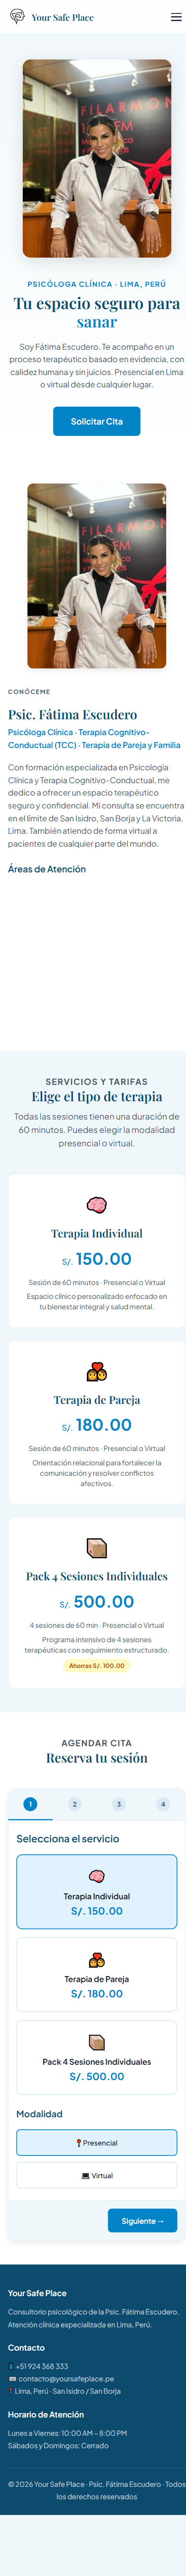 Your Safe Place
FILARMON
PSICÓLOGA CLÍNICA · LIMA, PERÚ
Tu espacio seguro para
sanar
Soy Fátima Escudero. Te acompaño en un
proceso terapéutico basado en evidencia, con
calidez humana y sin juicios. Presencial en Lima
o virtual desde cualquier lugar.
Solicitar Cita
FILARMON
CONÓCEME
Psic. Fátima Escudero
Psicóloga Clínica · Terapia Cognitivo-
Conductual (TCC) · Terapia de Pareja y Familia
Con formación especializada en Psicología
Clínica y Terapia Cognitivo-Conductual, me
dedico a ofrecer un espacio terapéutico
seguro y confidencial. Mi consulta se encuentra
en el límite de San Isidro, San Borja y La Victoria,
Lima. También atiendo de forma virtual a
pacientes de cualquier parte del mundo.
Áreas de Atención
SERVICIOS Y TARIFAS
Elige el tipo de terapia
Todas las sesiones tienen una duración de
60 minutos. Puedes elegir la modalidad
presencial o virtual.
Terapia Individual
S/. 150.00
Sesión de 60 minutos · Presencial o Virtual
Espacio clínico personalizado enfocado en
tu bienestar integral y salud mental.
Terapia de Pareja
S/. 180.00
Sesión de 60 minutos · Presencial o Virtual
Orientación relacional para fortalecer la
comunicación y resolver conflictos
afectivos.
Pack 4 Sesiones Individuales
S/. 500.00
4 sesiones de 60 min · Presencial o Virtual
Programa intensivo de 4 sesiones
terapéuticas con seguimiento estructurado.
Ahorras S/. 100.00
AGENDAR CITA
Reserva tu sesión
1 2 3 4
Selecciona el servicio
Terapia Individual
S/. 150.00
Terapia de Pareja
S/. 180.00
Pack 4 Sesiones Individuales
S/. 500.00
Modalidad
Presencial
Virtual
Siguiente →
Your Safe Place
Consultorio psicológico de la Psic. Fátima Escudero.
Atención clínica especializada en Lima, Perú.
Contacto
+51 924 368 333
contacto@yoursafeplace.pe
Lima, Perú · San Isidro / San Borja
Horario de Atención
Lunes a Viernes: 10:00 AM – 8:00 PM
Sábados y Domingos: Cerrado
© 2026 Your Safe Place · Psic. Fátima Escudero · Todos
los derechos reservados